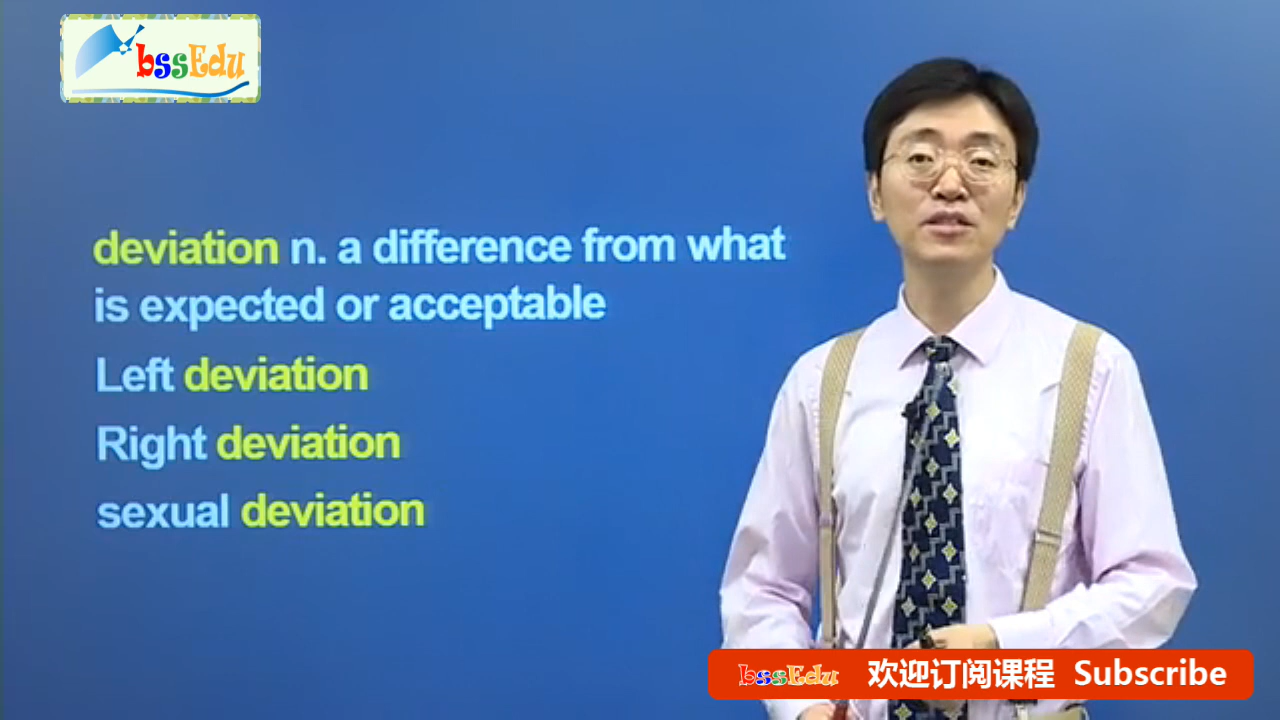 bssEdu
deviation n. a difference from what
is expected or acceptable
Left deviation
Right deviation
sexual deviation
bssEdu 欢迎订阅课程 Subscribe